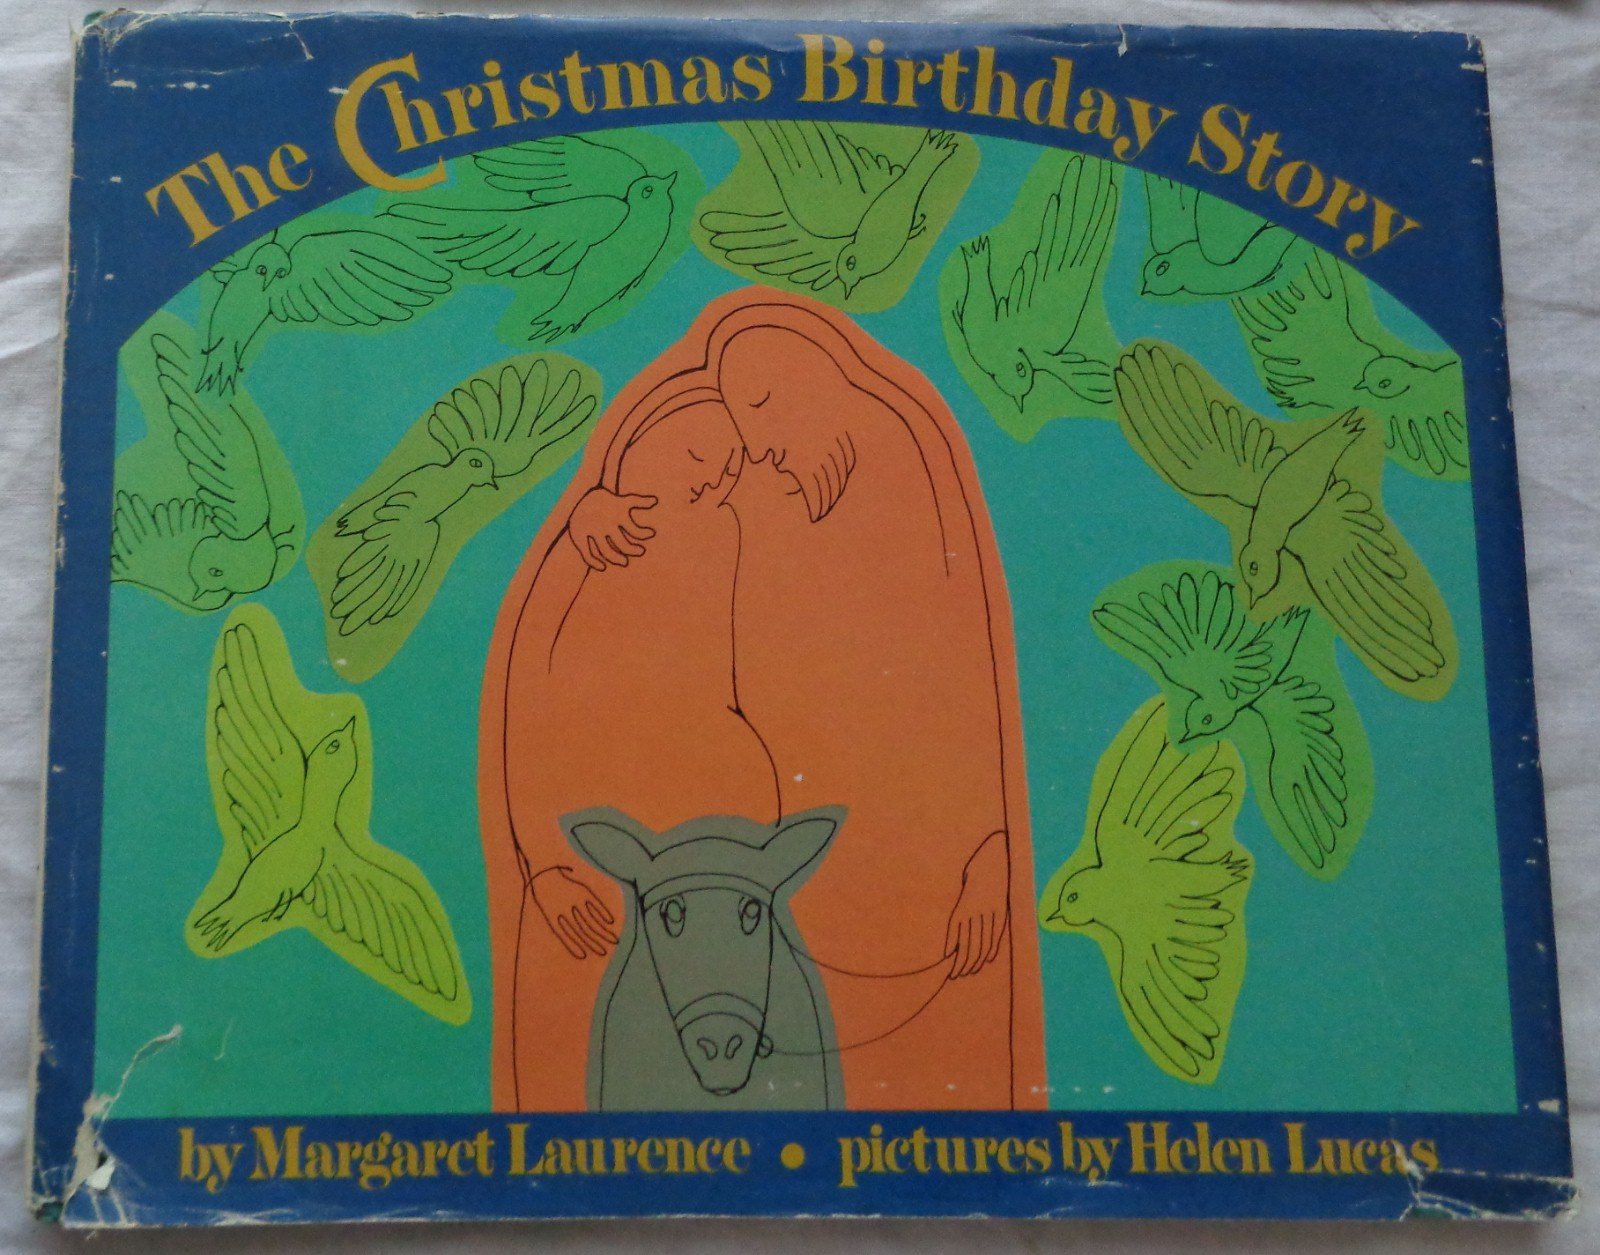 The Christmas Birthday Story
by Margaret Laurence • pictures by Helen Lucas